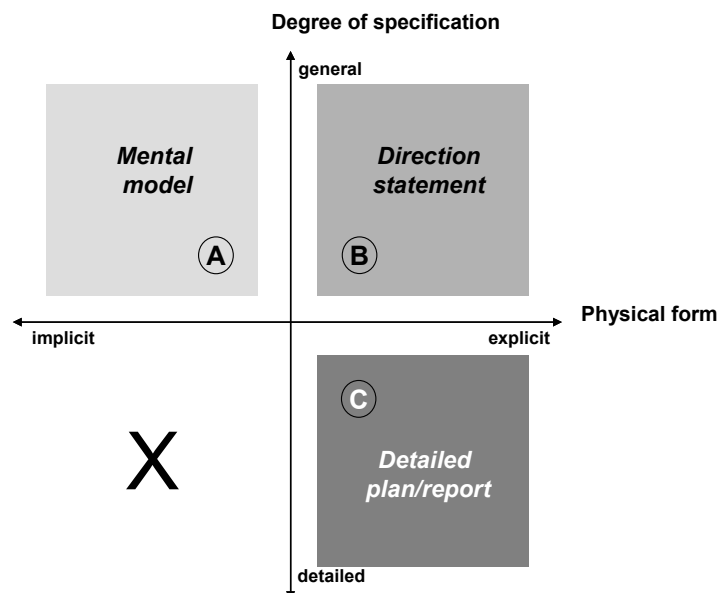 Degree of specification
general
Mental
model
Direction
statement
A
B
Physical form
implicit
explicit
C
X
Detailed
plan/report
detailed